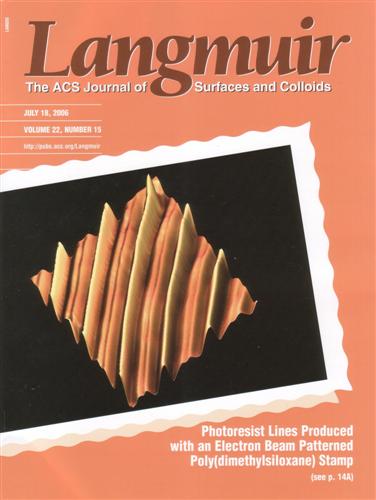 Langmuir
The ACS Journal of Surfaces and Colloids
JULY 18, 2006
VOLUME 22, NUMBER 15
http://pubs.acs.org/Langmuir
Photoresist Lines Produced
with an Electron Beam Patterned
Poly(dimethylsiloxane) Stamp
(see p. 14A)